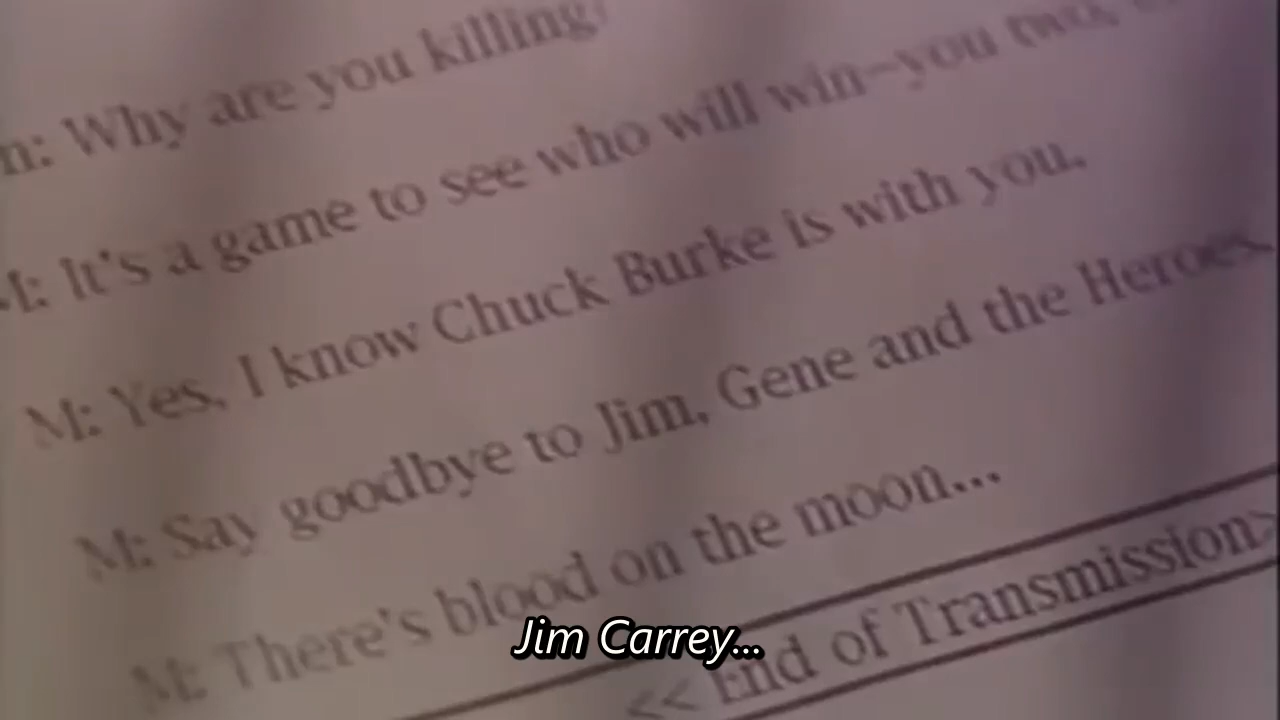 n: Why are you killing?
M: It's a game to see who will win--you two,
M: Yes, I know Chuck Burke is with you.
M: Say goodbye to Jim, Gene and the Heroes.
M: There's blood on the moon...
<< End of Transmission>
Jim Carrey...